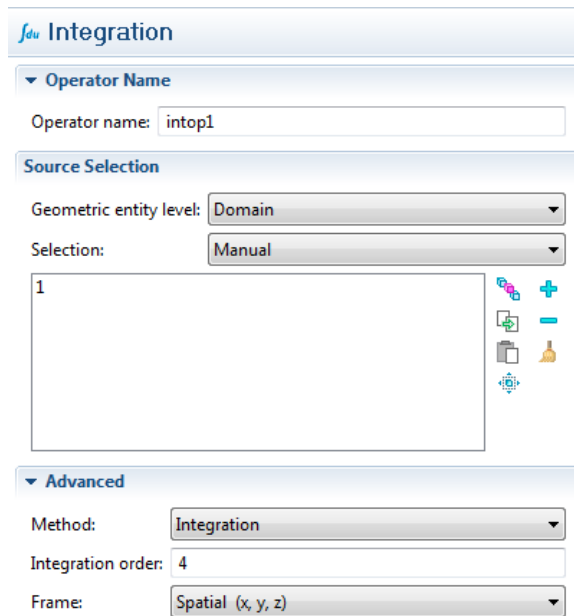 ∫du Integration
Operator Name
Operator name: intop1
Source Selection
Geometric entity level: Domain
Selection: Manual
1
Advanced
Method: Integration
Integration order: 4
Frame: Spatial (x, y, z)